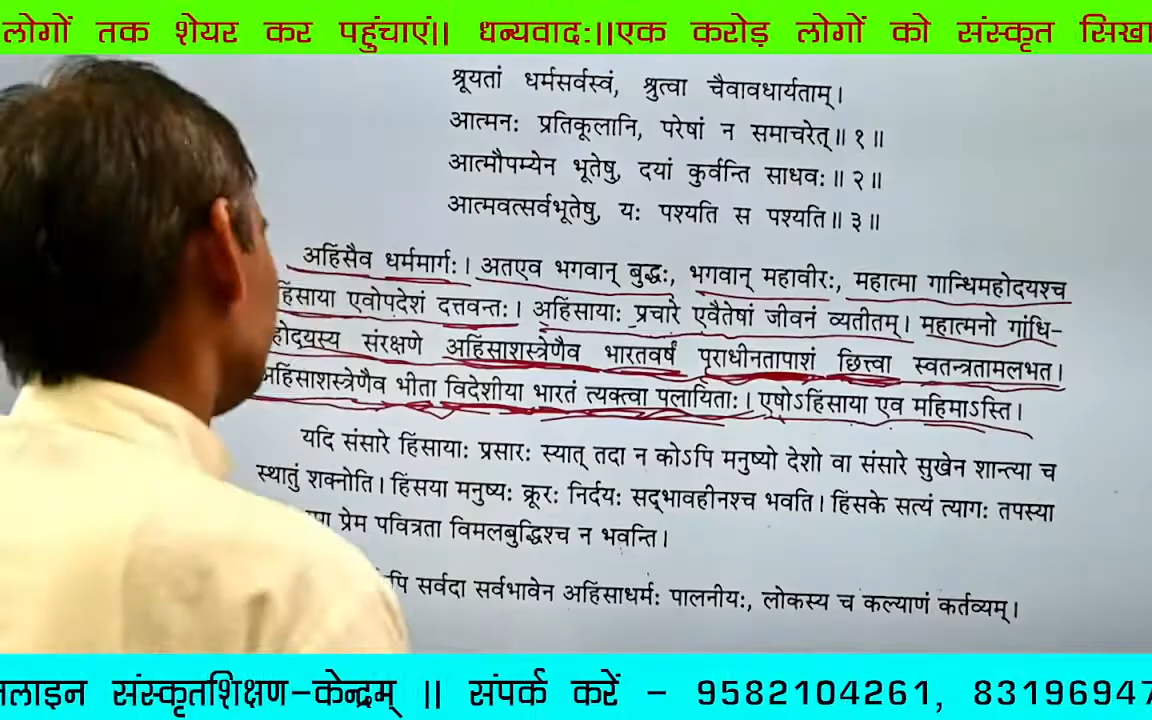 लोगों तक शेयर कर पहुंचाएं।। धन्यवादः।।एक करोड़ लोगों को संस्कृत
श्रूयतां धर्मसर्वस्वं, श्रुत्वा चैवावधार्यताम्।
आत्मनः प्रतिकूलानि, परेषां न समाचरेत्॥ १॥
आत्मौपम्येन भूतेषु, दयां कुर्वन्ति साधवः॥ २॥
आत्मवत्सर्वभूतेषु, यः पश्यति स पश्यति॥ ३॥
अहिंसैव धर्ममार्गः। अतएव भगवान् बुद्धः, भगवान् महावीरः, महात्मा गान्धिमहोदयश्च
हिंसाया एवोपदेशं दत्तवन्तः। अहिंसायाः प्रचारे एवैतेषां जीवनं व्यतीतम्। महात्मनो गांधि-
होदयस्य संरक्षणे अहिंसाशस्त्रेणैव भारतवर्षं पराधीनतापाशं छित्त्वा स्वतन्त्रतामलभत।
अहिंसाशस्त्रेणैव भीता विदेशीया भारतं त्यक्त्वा पलायिताः। एषोऽहिंसाया एव महिमाऽस्ति।
यदि संसारे हिंसायाः प्रसारः स्यात् तदा न कोऽपि मनुष्यो देशो वा संसारे सुखेन शान्त्या च
स्थातुं शक्नोति। हिंसया मनुष्यः क्रूरः निर्दयः सद्भावहीनश्च भवति। हिंसके सत्यं त्यागः तपस्या
प्रेम पवित्रता विमलबुद्धिश्च न भवन्ति।
पि सर्वदा सर्वभावेन अहिंसाधर्मः पालनीयः, लोकस्य च कल्याणं कर्तव्यम्।
लाइन संस्कृतशिक्षण-केन्द्रम् || संपर्क करें - 9582104261, 8319694